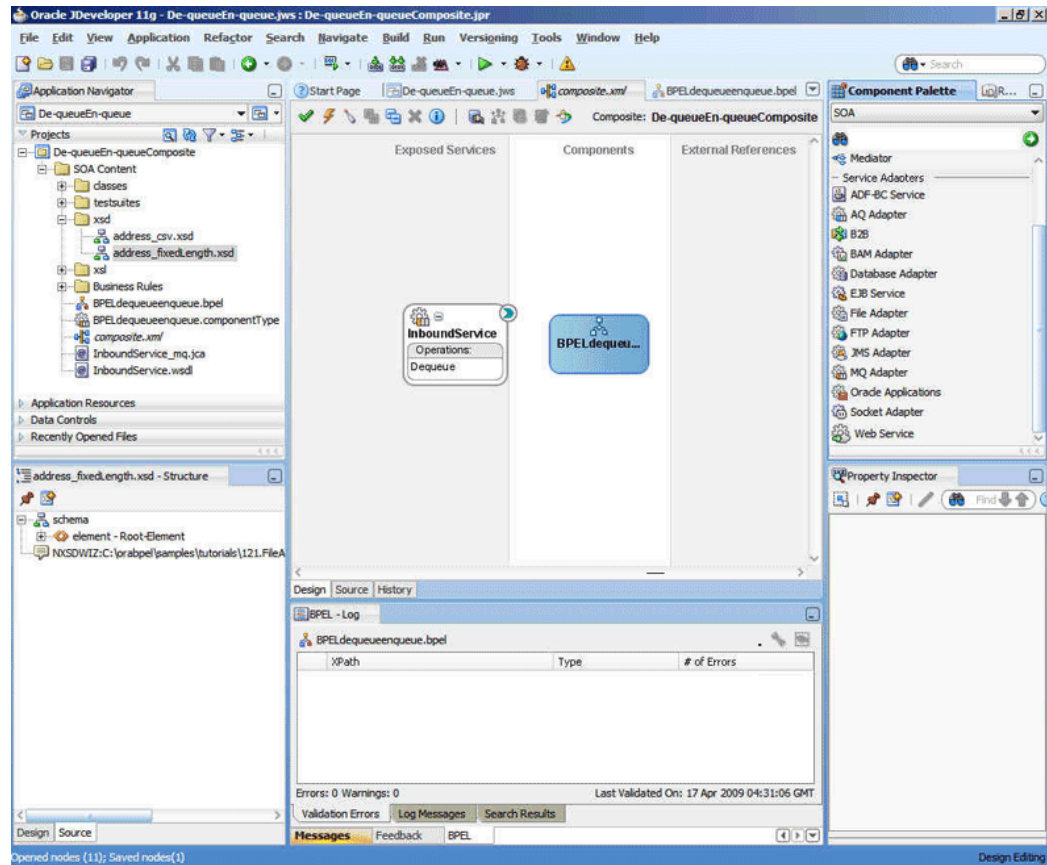 Oracle JDeveloper 11g - De-queueEn-queue.jws : De-queueEn-queueComposite.jpr
File Edit View Application Refactor Search Navigate Build Run Versioning Tools Window Help
Search
Application Navigator
De-queueEn-queue
Projects
De-queueEn-queueComposite
SOA Content
classes
testsuites
xsd
address_csv.xsd
address_fixedLength.xsd
xsl
Business Rules
BPELdequeueenqueue.bpel
BPELdequeueenqueue.componentType
composite.xml
InboundService_mq.jca
InboundService.wsdl
Application Resources
Data Controls
Recently Opened Files
address_fixedLength.xsd - Structure
schema
element - Root-Element
NXSDWIZ:C:\orabpel\samples\tutorials\121.FileA
Design Source
Start Page De-queueEn-queue.jws composite.xml BPELdequeueenqueue.bpel
Composite: De-queueEn-queueComposite
Exposed Services Components External References
InboundService
Operations:
Dequeue
BPELdequeu...
Design Source History
BPEL - Log
BPELdequeueenqueue.bpel
XPath Type # of Errors
Errors: 0 Warnings: 0 Last Validated On: 17 Apr 2009 04:31:06 GMT
Validation Errors Log Messages Search Results
Messages Feedback BPEL
Component Palette R...
SOA
Mediator
Service Adapters
ADF-BC Service
AQ Adapter
B2B
BAM Adapter
Database Adapter
EJB Service
File Adapter
FTP Adapter
JMS Adapter
MQ Adapter
Oracle Applications
Socket Adapter
Web Service
Property Inspector
Find
Opened nodes (11); Saved nodes(1) Design Editing